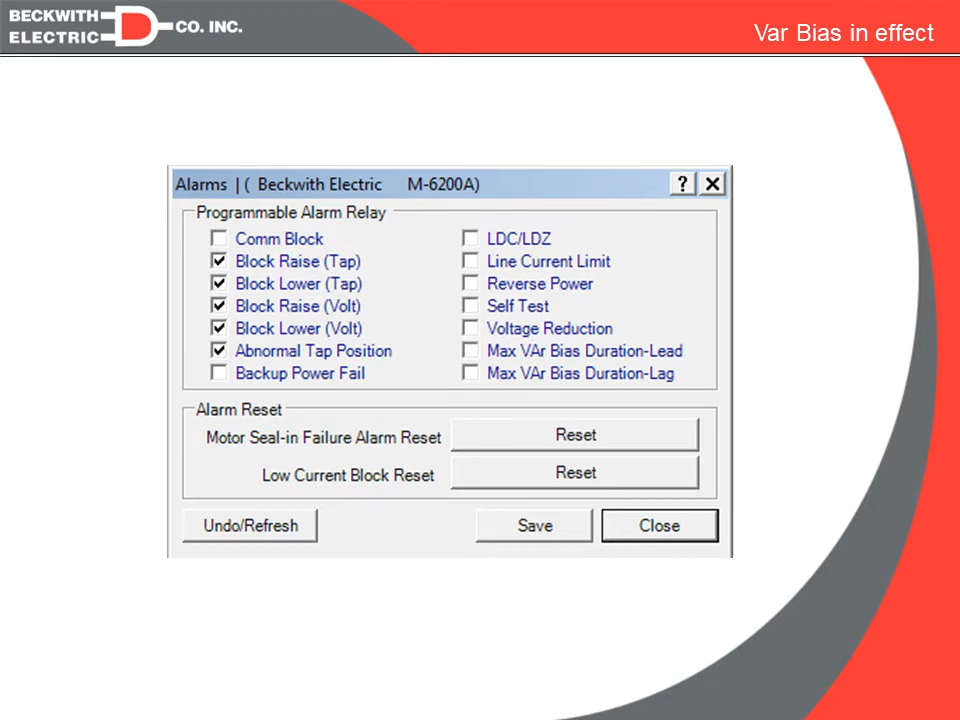 BECKWITH
ELECTRIC CO. INC.
Var Bias in effect
Alarms | ( Beckwith Electric M-6200A)
?
Programmable Alarm Relay
Comm Block
Block Raise (Tap)
Block Lower (Tap)
Block Raise (Volt)
Block Lower (Volt)
Abnormal Tap Position
Backup Power Fail
LDC/LDZ
Line Current Limit
Reverse Power
Self Test
Voltage Reduction
Max VAr Bias Duration-Lead
Max VAr Bias Duration-Lag
Alarm Reset
Motor Seal-in Failure Alarm Reset Reset
Low Current Block Reset Reset
Undo/Refresh Save Close